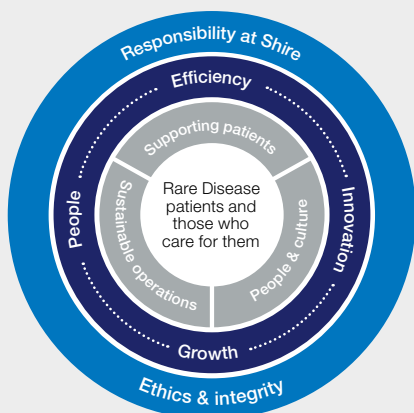 Responsibility at Shire
Efficiency
Supporting patients
Rare Disease
patients and
those who
care for them
People
Sustainable operations
People & culture
Innovation
Growth
Ethics & integrity